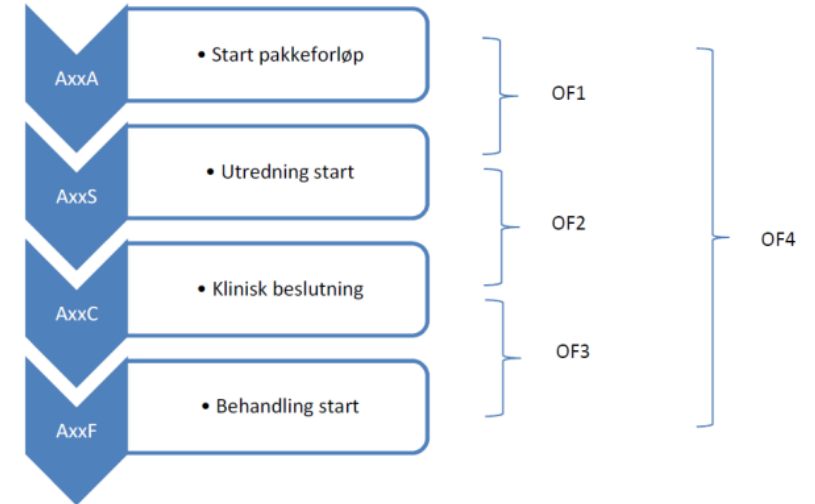 AxxA
• Start pakkeforløp
OF1
AxxS
• Utredning start
OF2
OF4
AxxC
• Klinisk beslutning
OF3
AxxF
• Behandling start